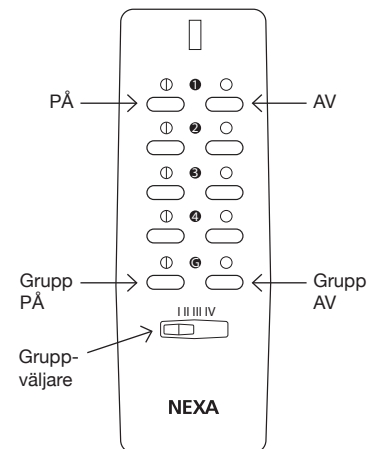 1
PÅ
AV
2
3
4
G
Grupp
PÅ
Grupp
AV
I II III IV
Grupp-
väljare
NEXA